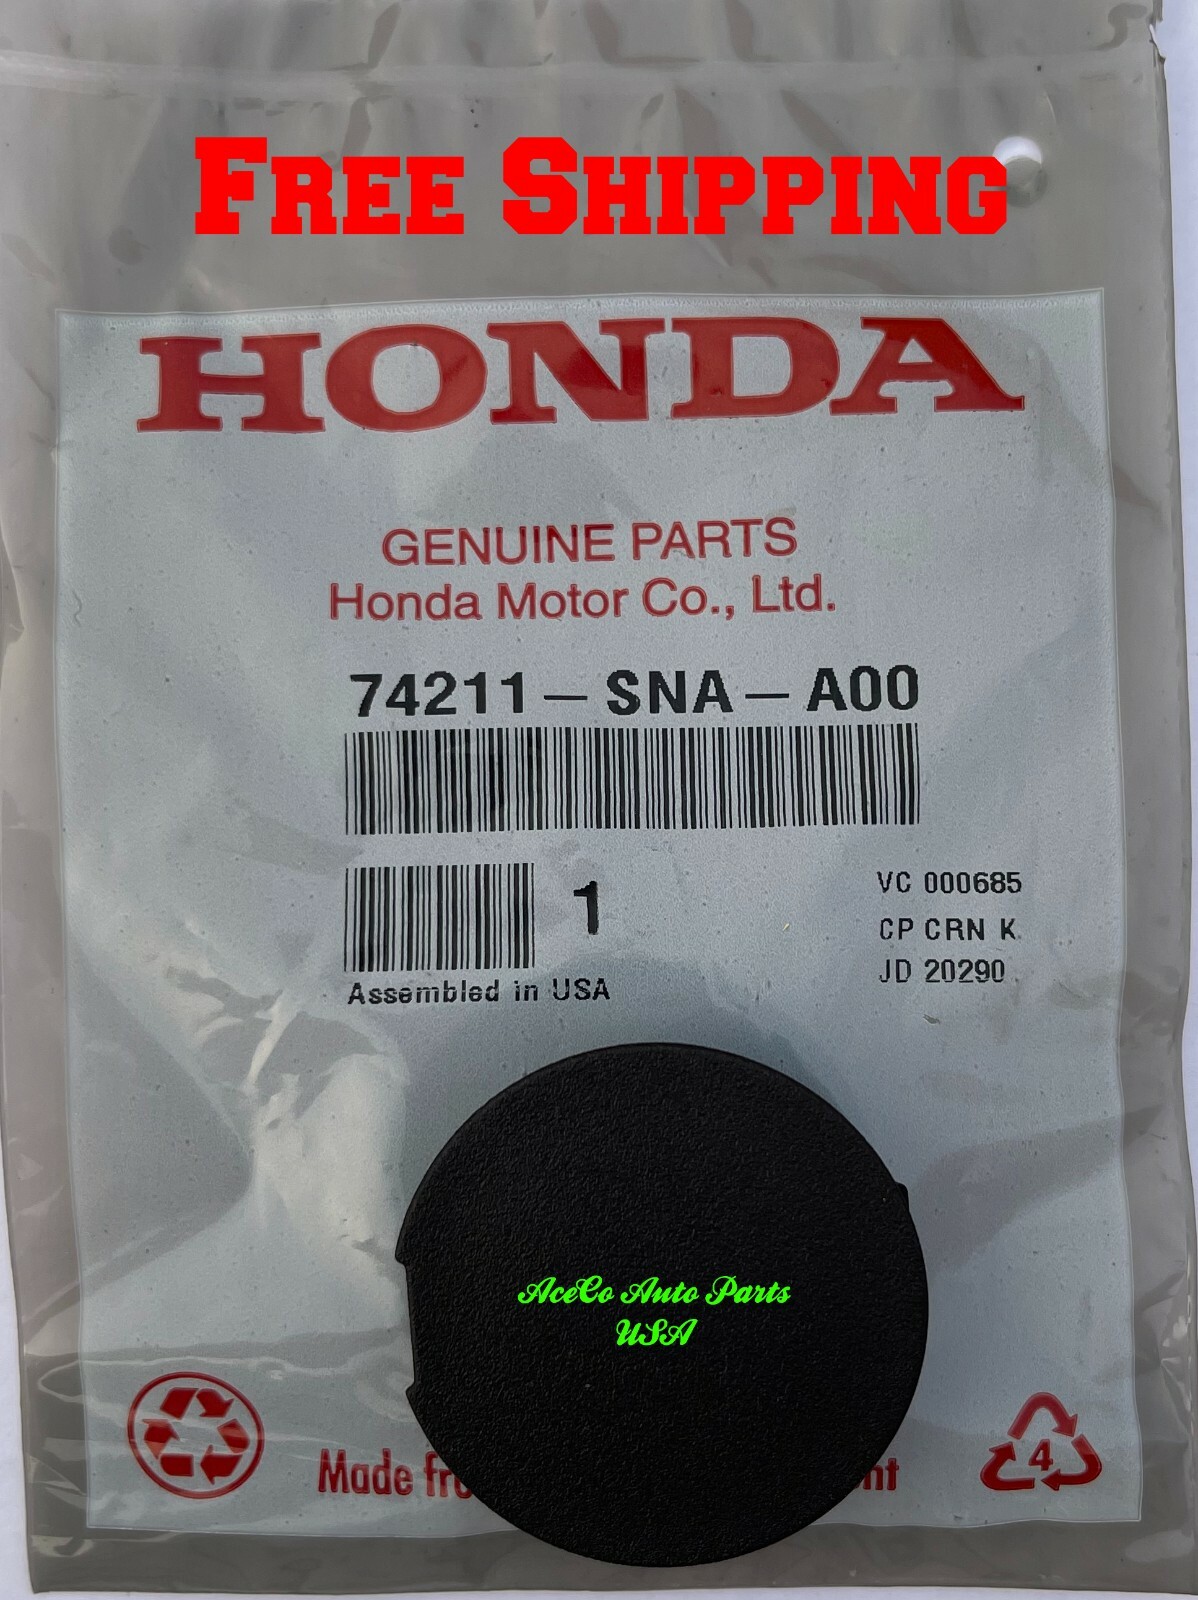 FREE SHIPPING
HONDA
GENUINE PARTS
Honda Motor Co., Ltd.
74211-SNA-A00
1
VC 000685
CP CRN K
JD 20290
Assembled in USA
AceCo Auto Parts
USA
Made
4